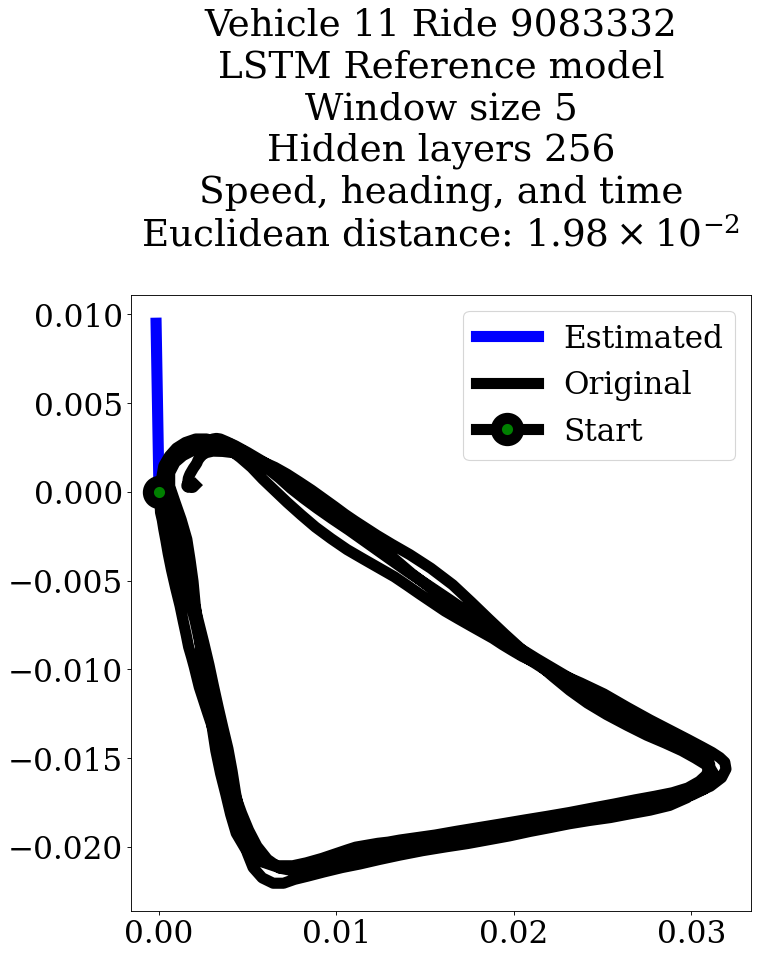 Vehicle 11 Ride 9083332
LSTM Reference model
Window size 5
Hidden layers 256
Speed, heading, and time
Euclidean distance: 1.98 × 10⁻²
0.010
0.005
0.000
−0.005
−0.010
−0.015
−0.020
Estimated
Original
Start
0.00
0.01
0.02
0.03